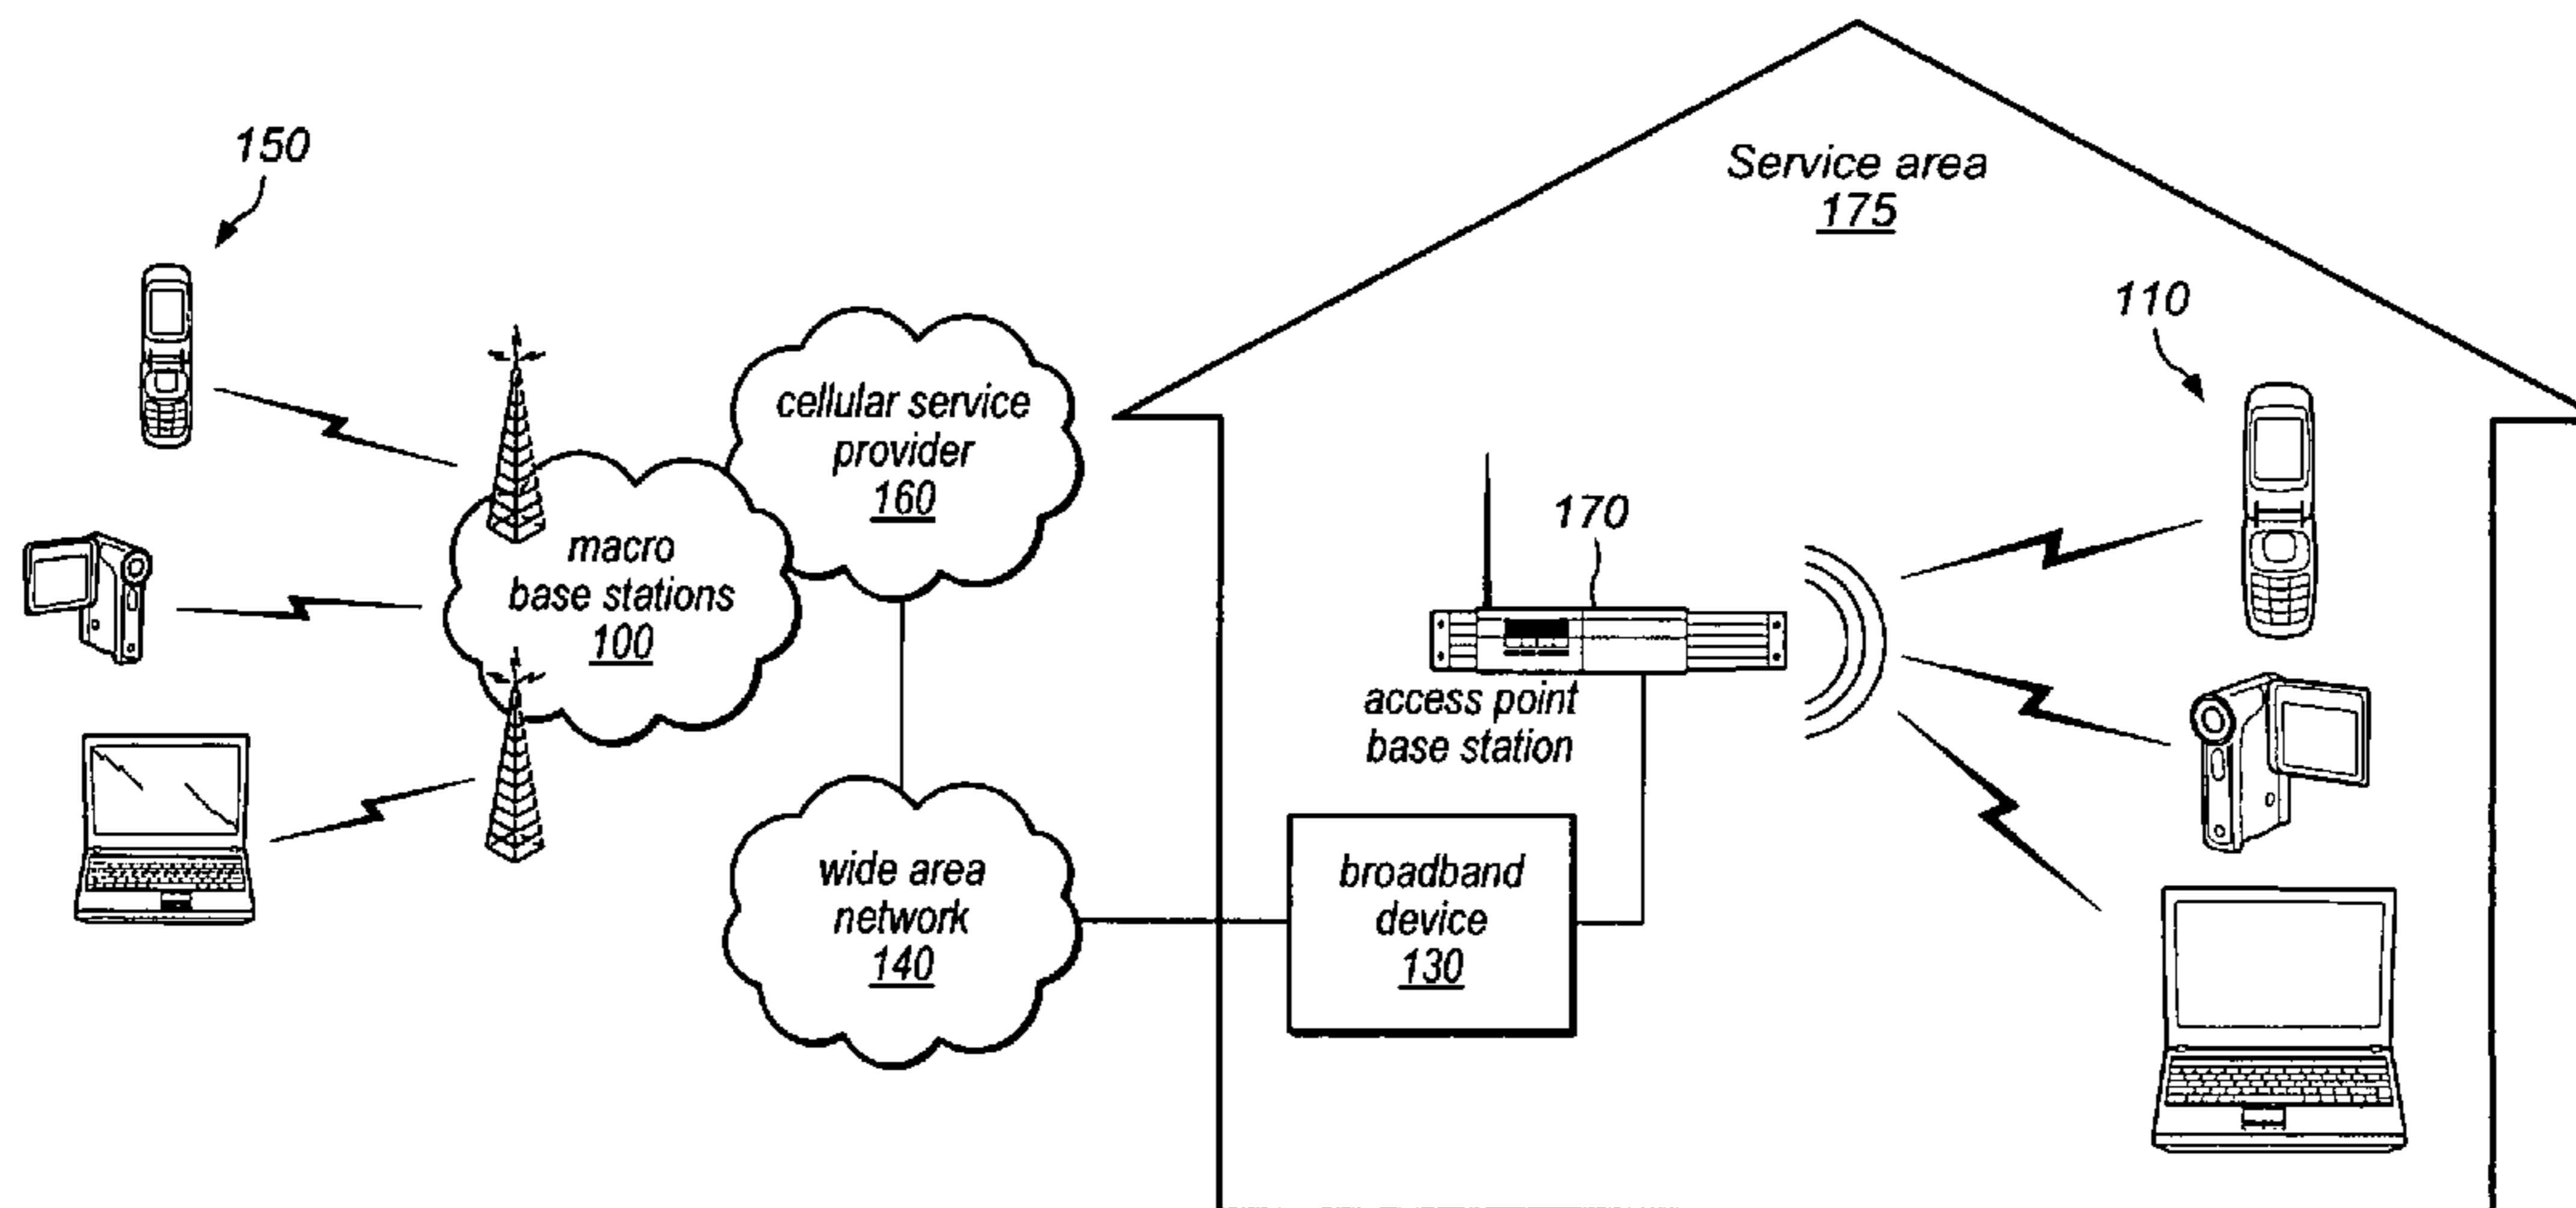 150
Service area
175
110
cellular service
provider
160
170
macro
base stations
100
access point
base station
wide area
network
140
broadband
device
130